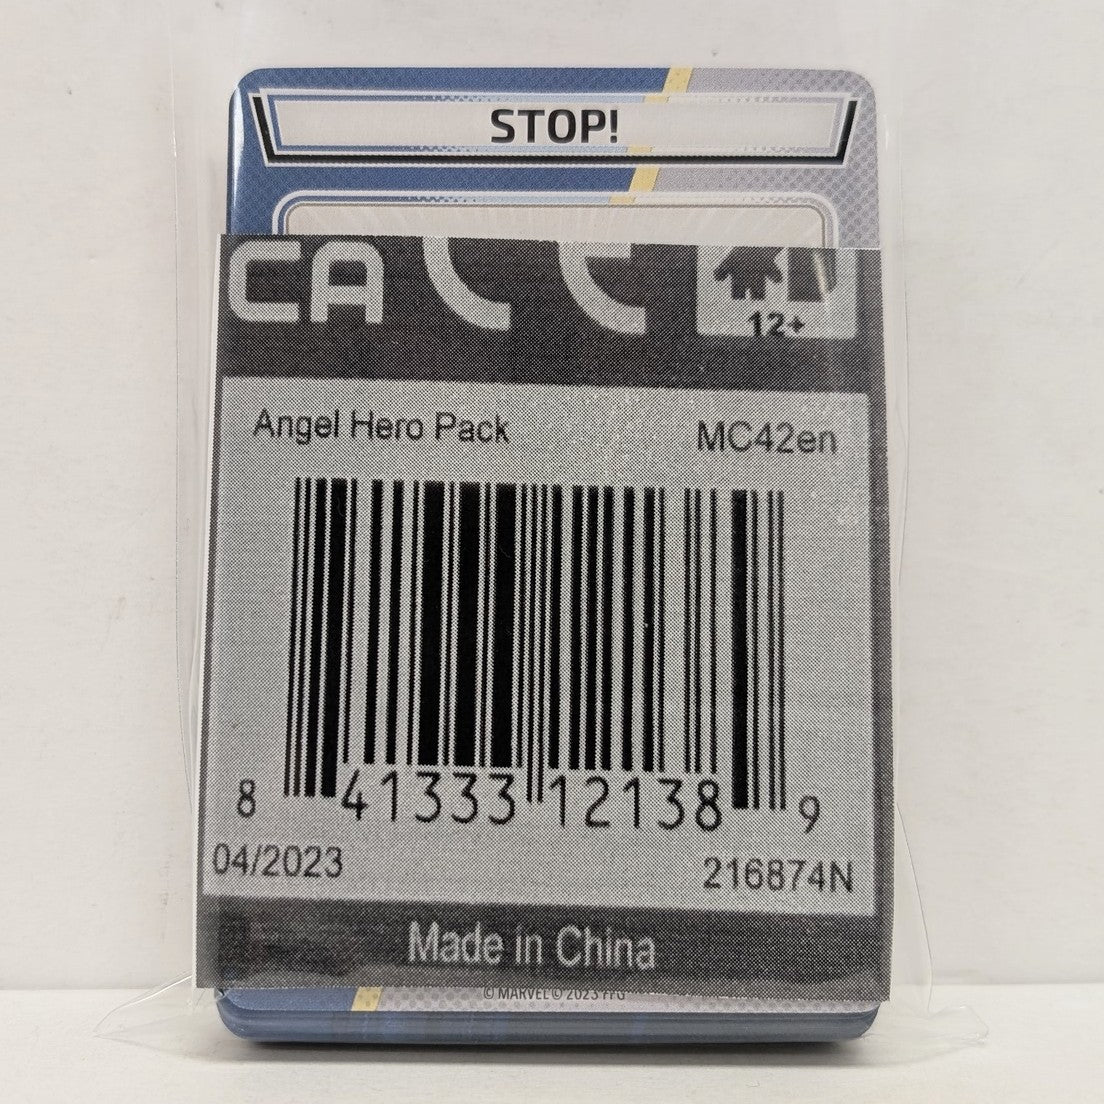 STOP!
CA CE
12+
Angel Hero Pack MC42en
8 41333 12138 9
04/2023 216874N
Made in China
© MARVEL © 2023 FFG